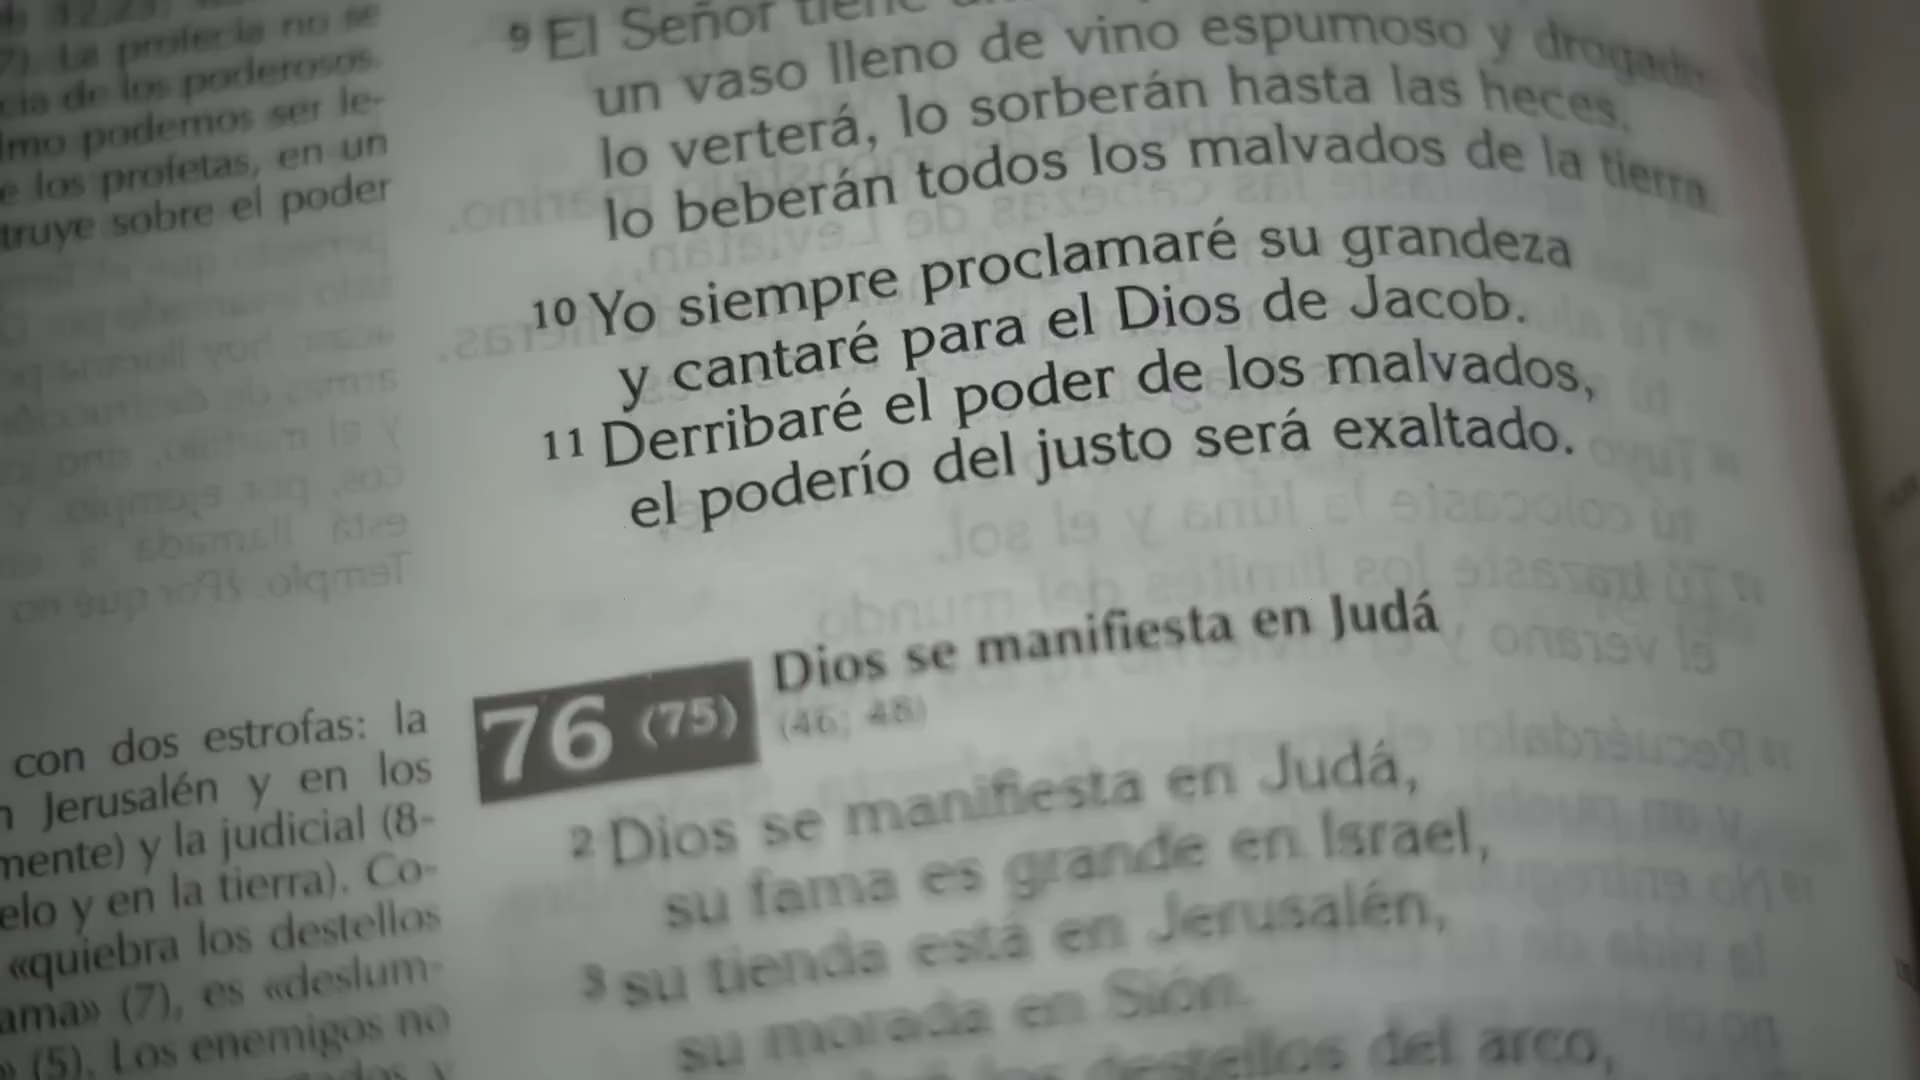 7). La profecía no se
cia de los poderosos.
lmo podemos ser le-
e los profetas, en un
truye sobre el poder
con dos estrofas: la
n Jerusalén y en los
mente) y la judicial (8-
elo y en la tierra). Co-
«quiebra los destellos
ama» (7), es «deslum-
» (5). Los enemigos no
9 El Señor tiene
un vaso lleno de vino espumoso y drogado
lo verterá, lo sorberán hasta las heces,
lo beberán todos los malvados de la tierra
10 Yo siempre proclamaré su grandeza
y cantaré para el Dios de Jacob.
11 Derribaré el poder de los malvados,
el poderío del justo será exaltado.
76 (75)
Dios se manifiesta en Judá
(46; 48)
2 Dios se manifiesta en Judá,
su fama es grande en Israel,
3 su tienda está en Jerusalén,
su morada en Sión.
los destellos del arco,